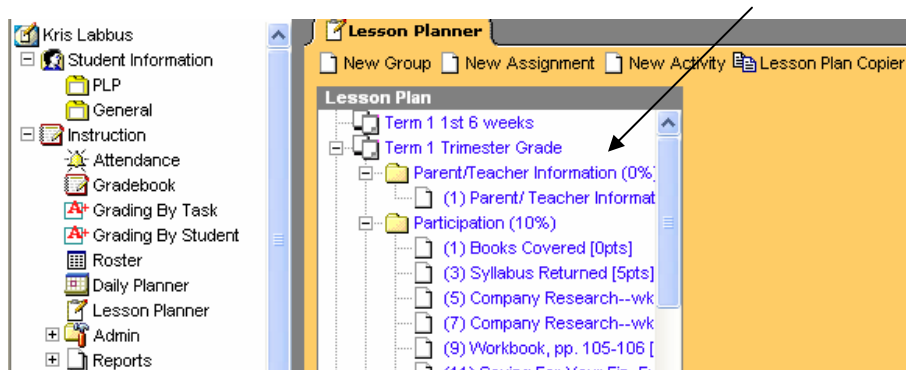 Kris Labbus
Student Information
PLP
General
Instruction
Attendance
Gradebook
A+ Grading By Task
A+ Grading By Student
Roster
Daily Planner
Lesson Planner
Admin
Reports
Lesson Planner
New Group New Assignment New Activity Lesson Plan Copier
Lesson Plan
Term 1 1st 6 weeks
Term 1 Trimester Grade
Parent/Teacher Information (0%)
(1) Parent/ Teacher Informat
Participation (10%)
(1) Books Covered [0pts]
(3) Syllabus Returned [5pts]
(5) Company Research--wk
(7) Company Research--wk
(9) Workbook, pp. 105-106 [